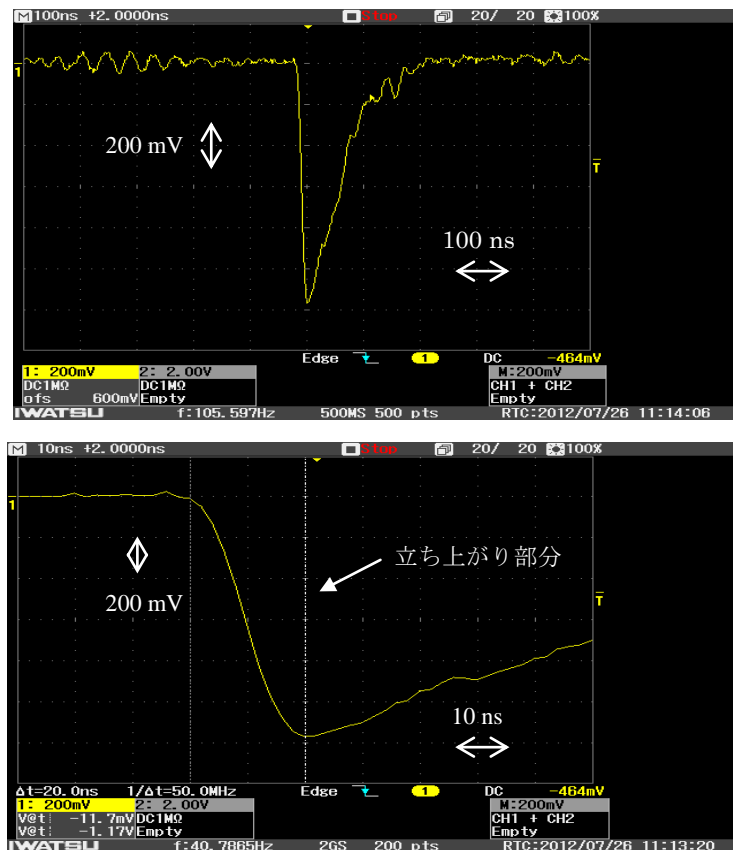 M 100ns +2.0000ns Stop 20/ 20 100%
1
200 mV
T
100 ns
Edge 1 DC -464mV
1: 200mV 2: 2.00V M:200mV
DC1MΩ DC1MΩ CH1 + CH2
ofs 600mV Empty Empty
IWATSU f:105.597Hz 500MS 500 pts RTC:2012/07/26 11:14:06
M 10ns +2.0000ns Stop 20/ 20 100%
1
立ち上がり部分
200 mV
T
10 ns
Δt=20.0ns 1/Δt=50.0MHz Edge 1 DC -464mV
1: 200mV 2: 2.00V M:200mV
V@t: -11.7mV DC1MΩ CH1 + CH2
V@t: -1.17V Empty Empty
IWATSU f:40.7865Hz 2GS 200 pts RTC:2012/07/26 11:13:20